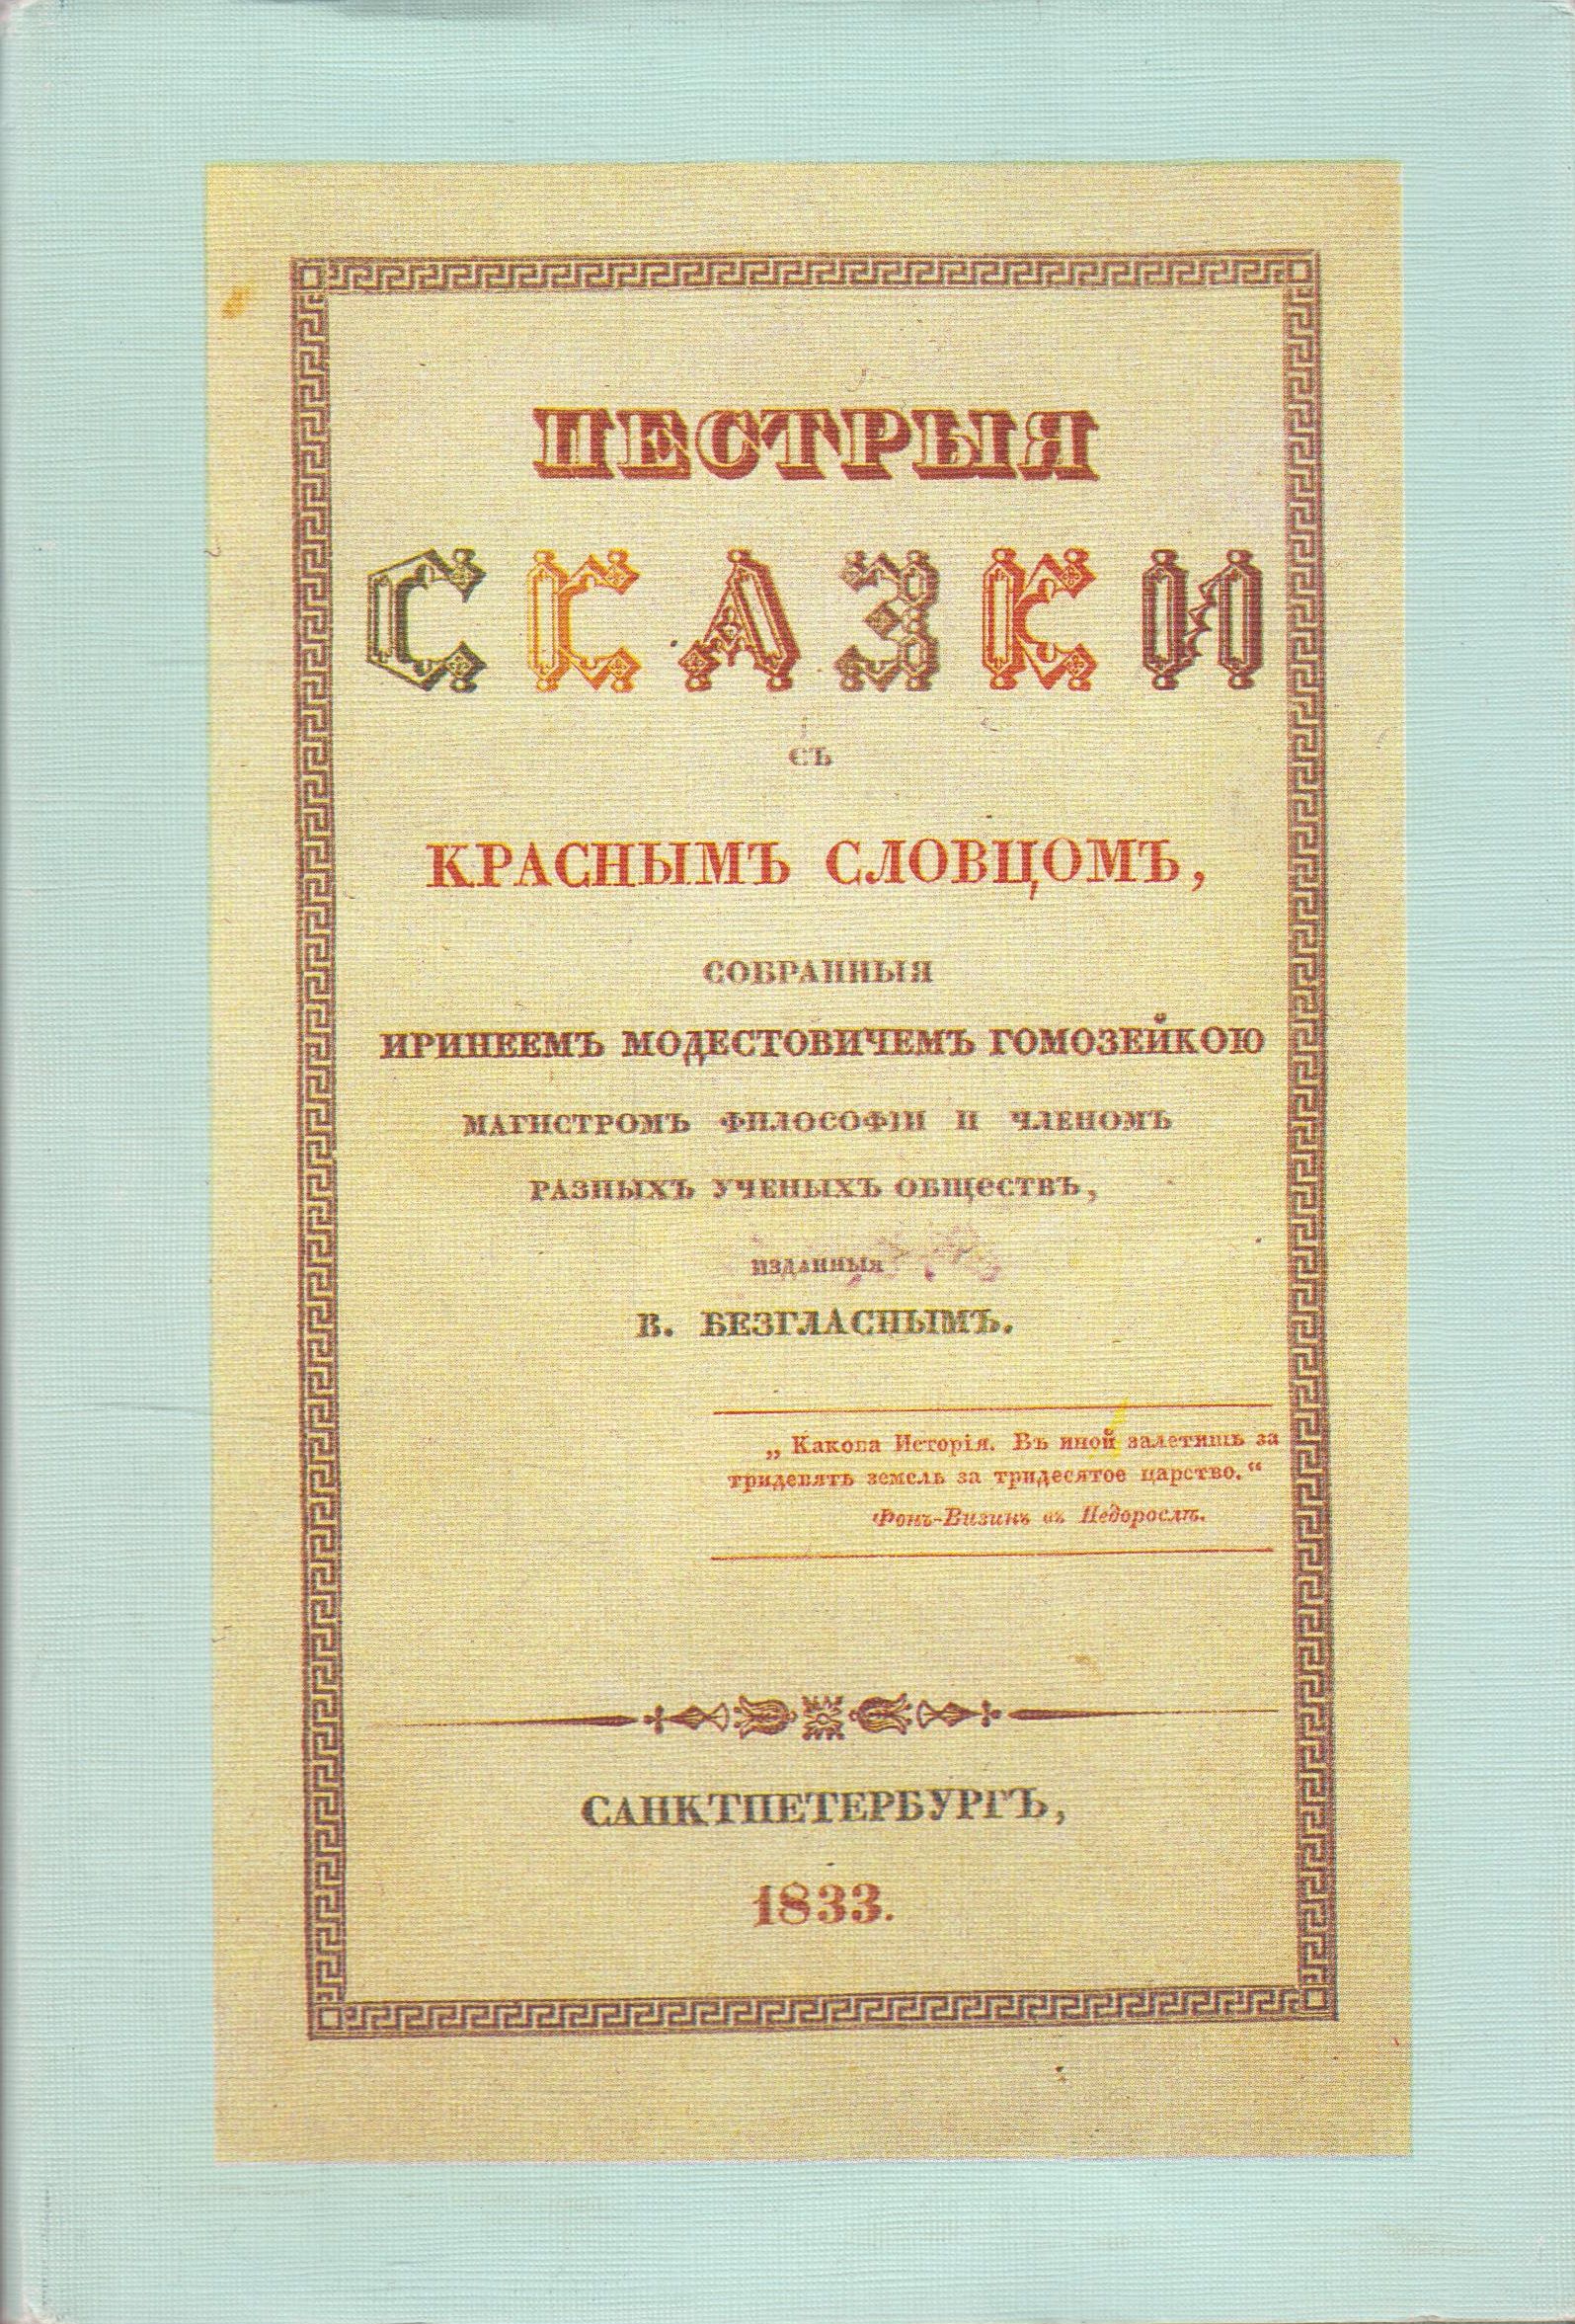 ПЕСТРЫЯ
СКАЗКИ
СЪ
КРАСНЫМЪ СЛОВЦОМЪ,
СОБРАННЫЯ
ИРИНЕЕМЪ МОДЕСТОВИЧЕМЪ ГОМОЗЕЙКОЮ
МАГИСТРОМЪ ФИЛОСОФІИ И ЧЛЕНОМЪ
РАЗНЫХЪ УЧЕНЫХЪ ОБЩЕСТВЪ,
ИЗДАННЫЯ
В. БЕЗГЛАСНЫМЪ.
„ Какова Исторія. Въ иной залетишь за
тридевять земель за тридесятое царство.“
Фонъ-Визинъ въ Недорослѣ.
САНКТПЕТЕРБУРГЪ,
1833.